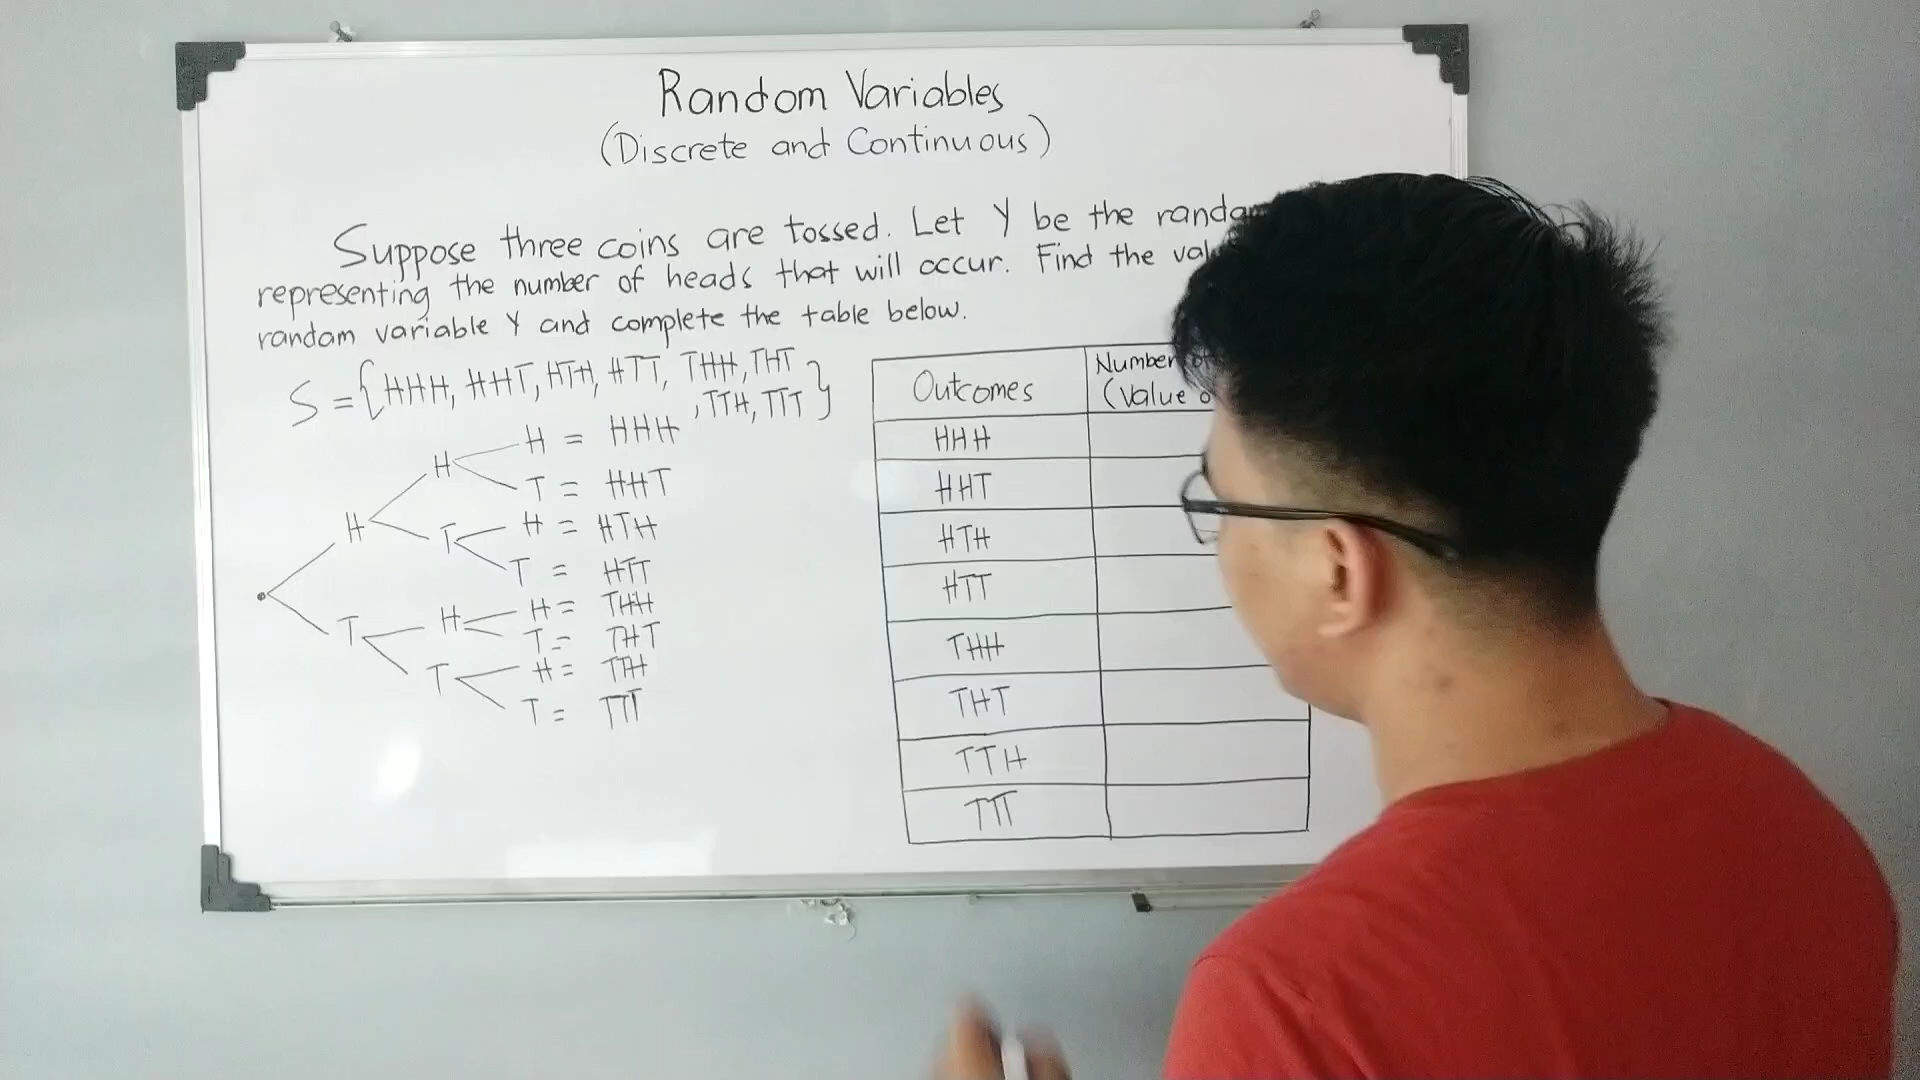 Random Variables
(Discrete and Continuous)
Suppose three coins are tossed. Let Y be the
representing the number of heads that will occur. Find the
random variable Y and complete the table below.
S = {HHH, HHT, HTH, HTT, THH, THT
, TTH, TTT}
H = HHH
H
T = HHT
H
H = HTH
T
T = HTT
H = THH
H
T = THT
T
H = TTH
T
T = TTT
Outcomes
Number
(Value
HHH
HHT
HTH
HTT
THH
THT
TTH
TTT